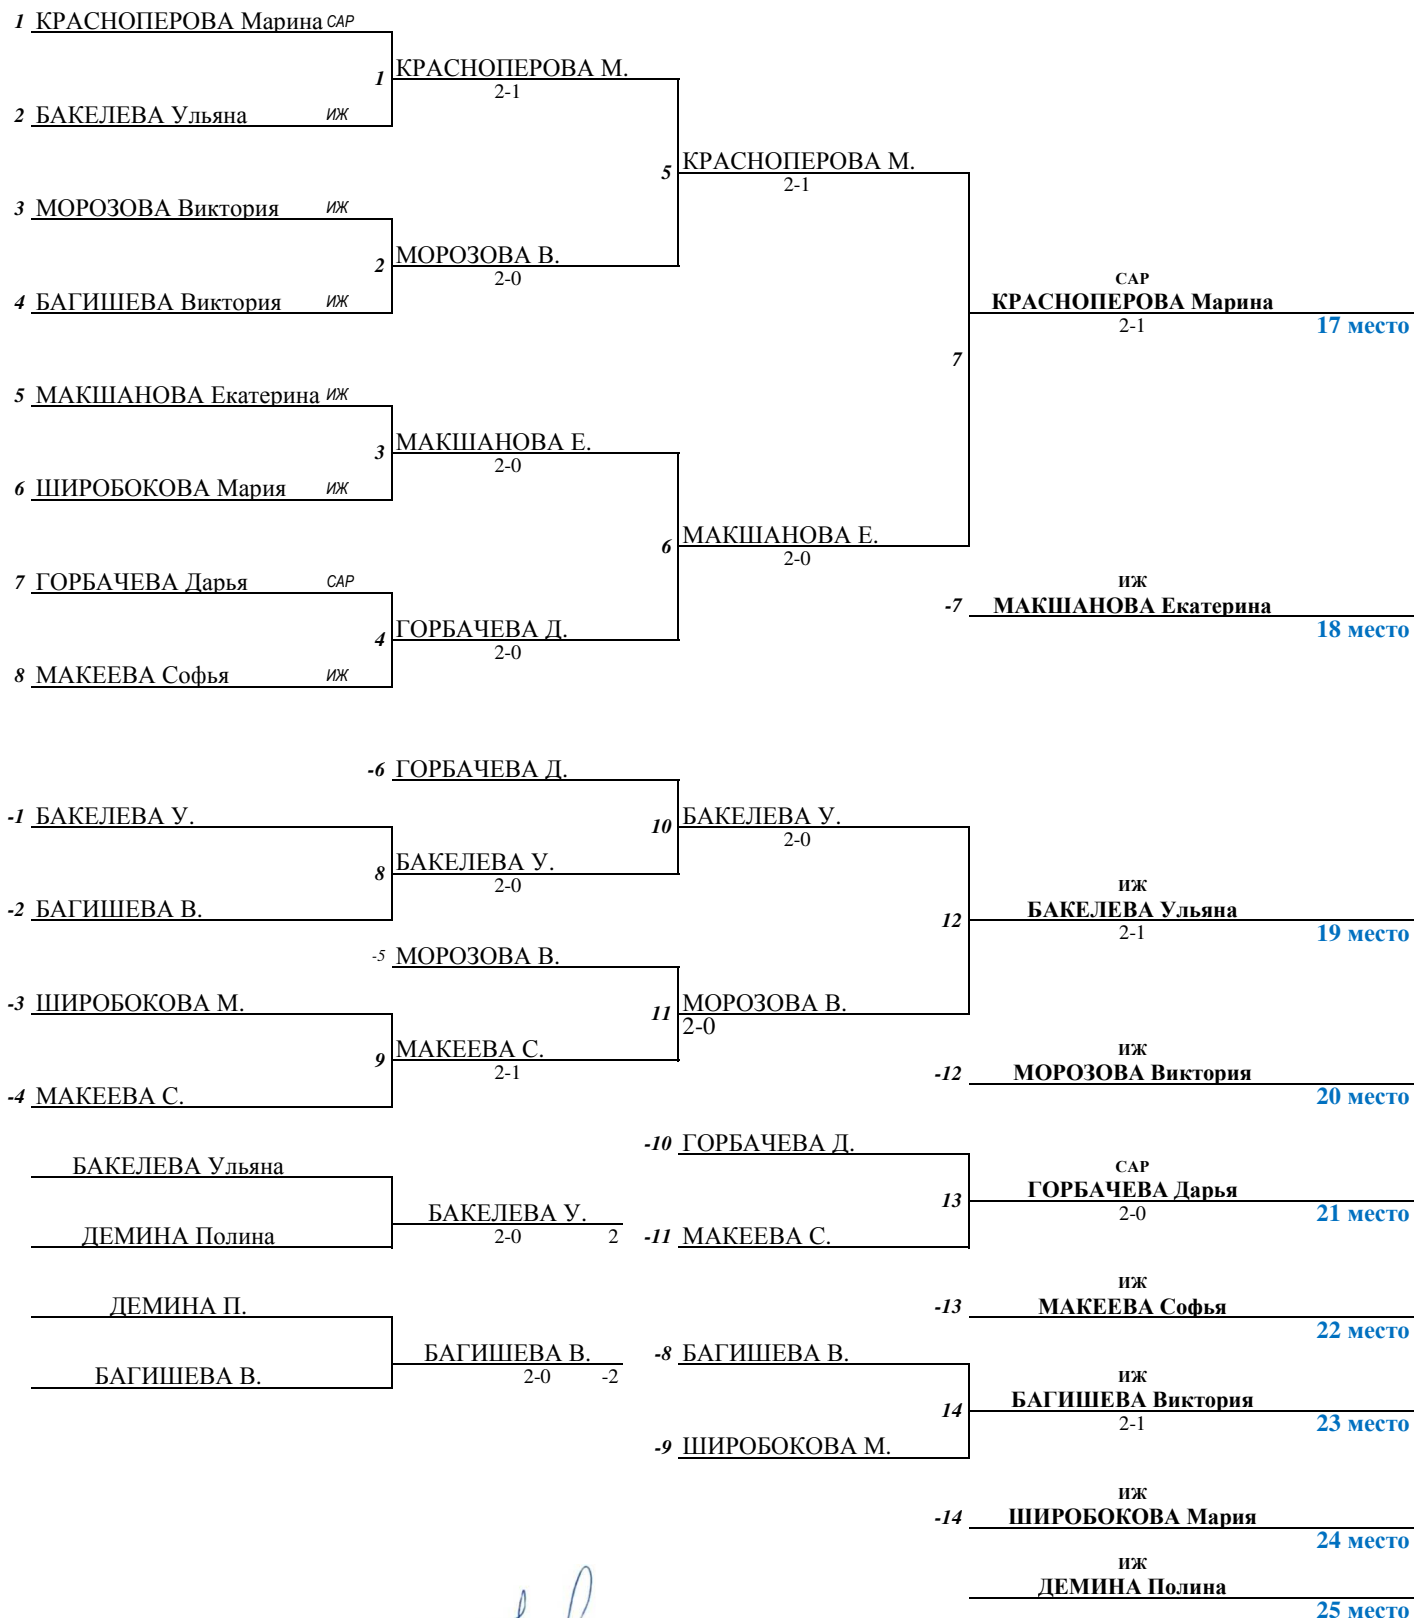 1 КРАСНОПЕРОВА Марина САР
1 КРАСНОПЕРОВА М.
2-1
2 БАКЕЛЕВА Ульяна ИЖ
5 КРАСНОПЕРОВА М.
2-1
3 МОРОЗОВА Виктория ИЖ
2 МОРОЗОВА В.
2-0
4 БАГИШЕВА Виктория ИЖ
САР
КРАСНОПЕРОВА Марина
2-1 17 место
7
5 МАКШАНОВА Екатерина ИЖ
3 МАКШАНОВА Е.
2-0
6 ШИРОБОКОВА Мария ИЖ
6 МАКШАНОВА Е.
2-0
7 ГОРБАЧЕВА Дарья САР
ИЖ
-7 МАКШАНОВА Екатерина
18 место
4 ГОРБАЧЕВА Д.
2-0
8 МАКЕЕВА Софья ИЖ
-6 ГОРБАЧЕВА Д.
-1 БАКЕЛЕВА У.
10 БАКЕЛЕВА У.
2-0
8 БАКЕЛЕВА У.
2-0
-2 БАГИШЕВА В.
ИЖ
12 БАКЕЛЕВА Ульяна
2-1 19 место
-5 МОРОЗОВА В.
-3 ШИРОБОКОВА М.
11 МОРОЗОВА В.
2-0
9 МАКЕЕВА С.
2-1
-4 МАКЕЕВА С.
ИЖ
-12 МОРОЗОВА Виктория
20 место
-10 ГОРБАЧЕВА Д.
БАКЕЛЕВА Ульяна
САР
13 ГОРБАЧЕВА Дарья
2-0 21 место
БАКЕЛЕВА У.
2-0 2
ДЕМИНА Полина
-11 МАКЕЕВА С.
ИЖ
-13 МАКЕЕВА Софья
22 место
ДЕМИНА П.
БАГИШЕВА В.
2-0 -2
БАГИШЕВА В.
-8 БАГИШЕВА В.
ИЖ
14 БАГИШЕВА Виктория
2-1 23 место
-9 ШИРОБОКОВА М.
ИЖ
-14 ШИРОБОКОВА Мария
24 место
ИЖ
ДЕМИНА Полина
25 место